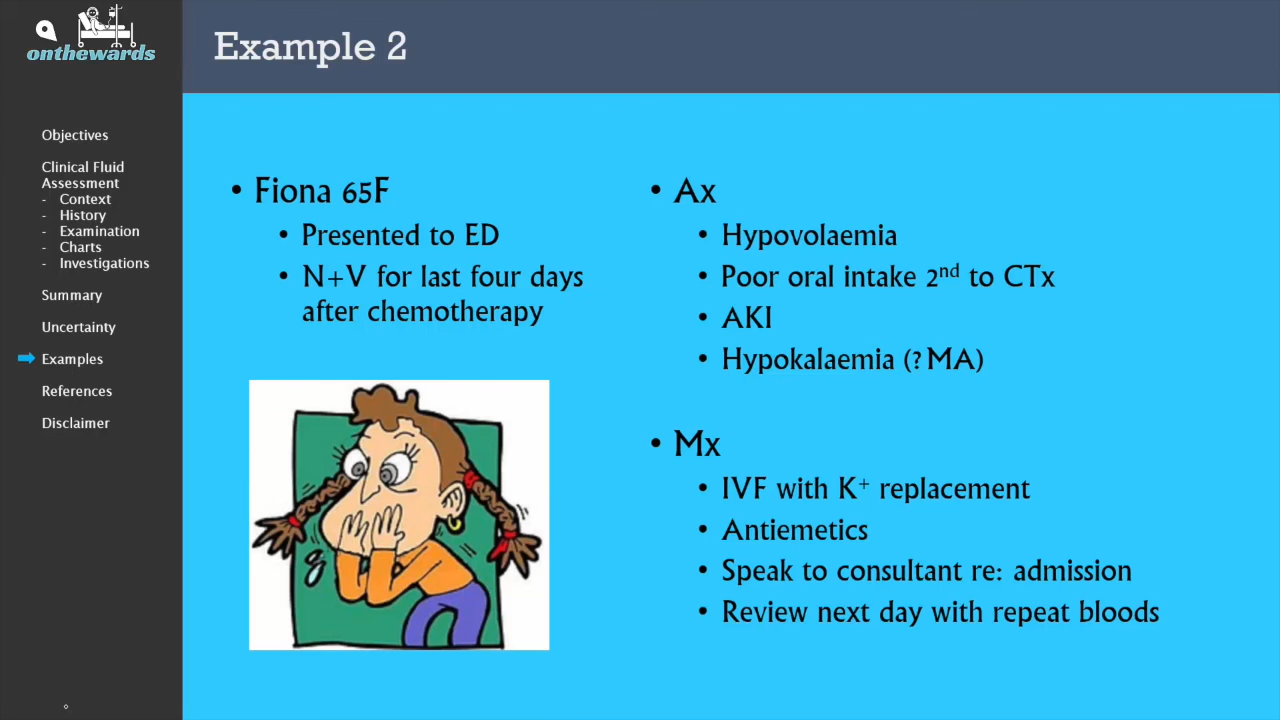 onthewards
Example 2
Objectives
Clinical Fluid
Assessment
- Context
- History
- Examination
- Charts
- Investigations
Summary
Uncertainty
Examples
References
Disclaimer
• Fiona 65F
• Presented to ED
• N+V for last four days
after chemotherapy
• Ax
• Hypovolaemia
• Poor oral intake 2nd to CTx
• AKI
• Hypokalaemia (?MA)
• Mx
• IVF with K+ replacement
• Antiemetics
• Speak to consultant re: admission
• Review next day with repeat bloods